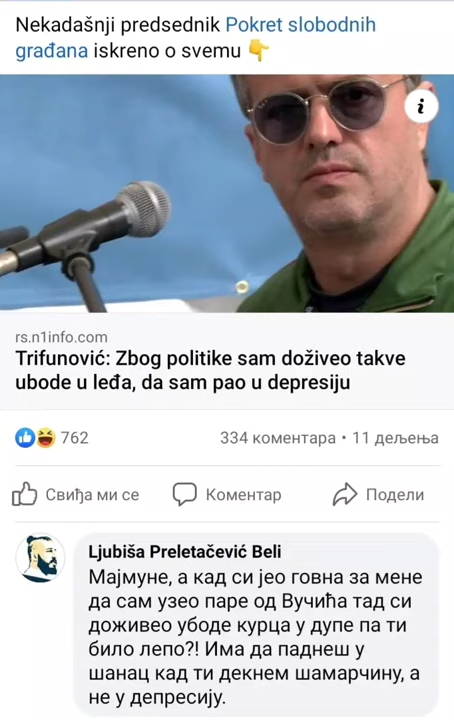 Nekadašnji predsednik Pokret slobodnih
građana iskreno o svemu 👇
i
rs.n1info.com
Trifunović: Zbog politike sam doživeo takve
ubode u leđa, da sam pao u depresiju
762
334 коментара • 11 дељења
Свиђа ми се
Коментар
Подели
Ljubiša Preletačević Beli
Мајмуне, а кад си јео говна за мене
да сам узео паре од Вучића тад си
доживео убоде курца у дупе па ти
било лепо?! Има да паднеш у
шанац кад ти декнем шамарчину, а
не у депресију.